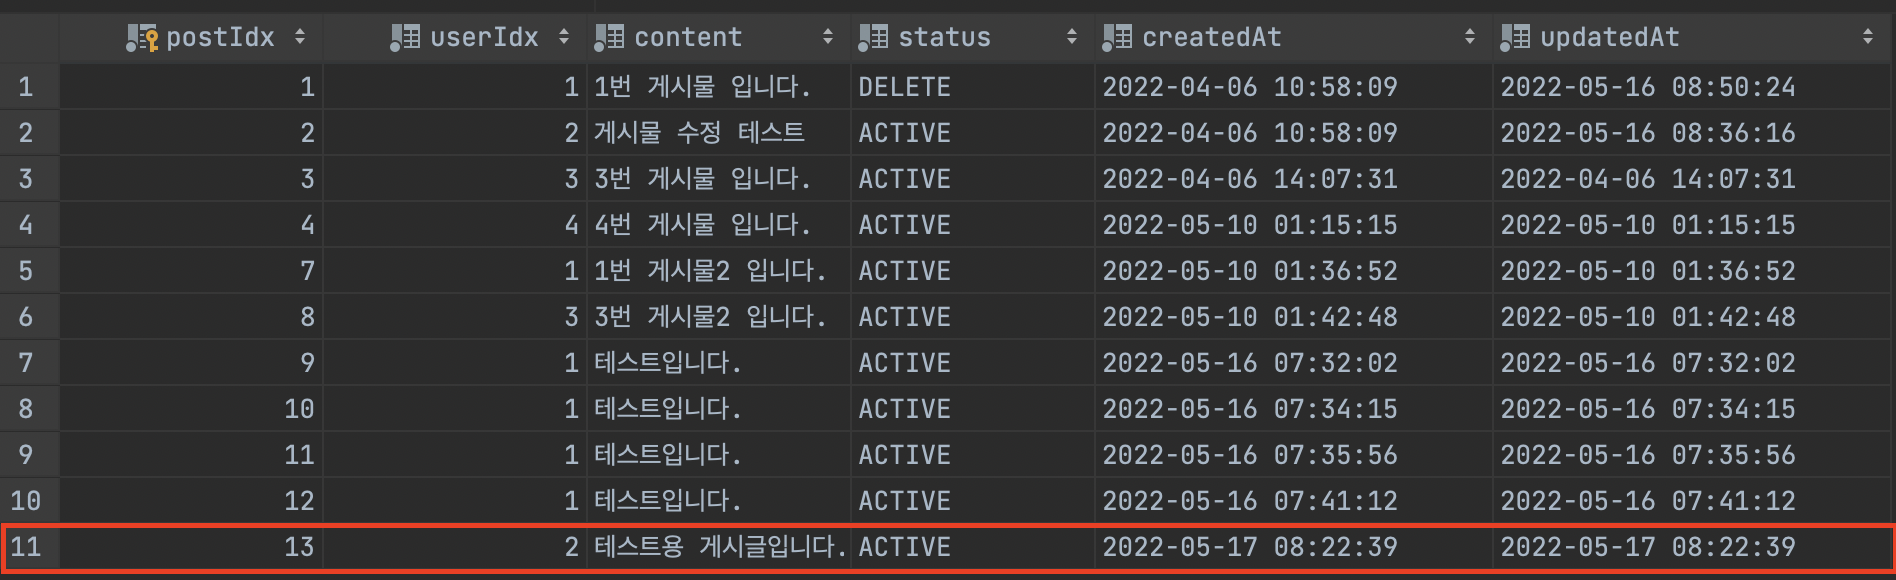 postIdx userIdx content status createdAt updatedAt
1 1 1 1번 게시물 입니다. DELETE 2022-04-06 10:58:09 2022-05-16 08:50:24
2 2 2 게시물 수정 테스트 ACTIVE 2022-04-06 10:58:09 2022-05-16 08:36:16
3 3 3 3번 게시물 입니다. ACTIVE 2022-04-06 14:07:31 2022-04-06 14:07:31
4 4 4 4번 게시물 입니다. ACTIVE 2022-05-10 01:15:15 2022-05-10 01:15:15
5 7 1 1번 게시물2 입니다. ACTIVE 2022-05-10 01:36:52 2022-05-10 01:36:52
6 8 3 3번 게시물2 입니다. ACTIVE 2022-05-10 01:42:48 2022-05-10 01:42:48
7 9 1 테스트입니다. ACTIVE 2022-05-16 07:32:02 2022-05-16 07:32:02
8 10 1 테스트입니다. ACTIVE 2022-05-16 07:34:15 2022-05-16 07:34:15
9 11 1 테스트입니다. ACTIVE 2022-05-16 07:35:56 2022-05-16 07:35:56
10 12 1 테스트입니다. ACTIVE 2022-05-16 07:41:12 2022-05-16 07:41:12
11 13 2 테스트용 게시글입니다. ACTIVE 2022-05-17 08:22:39 2022-05-17 08:22:39